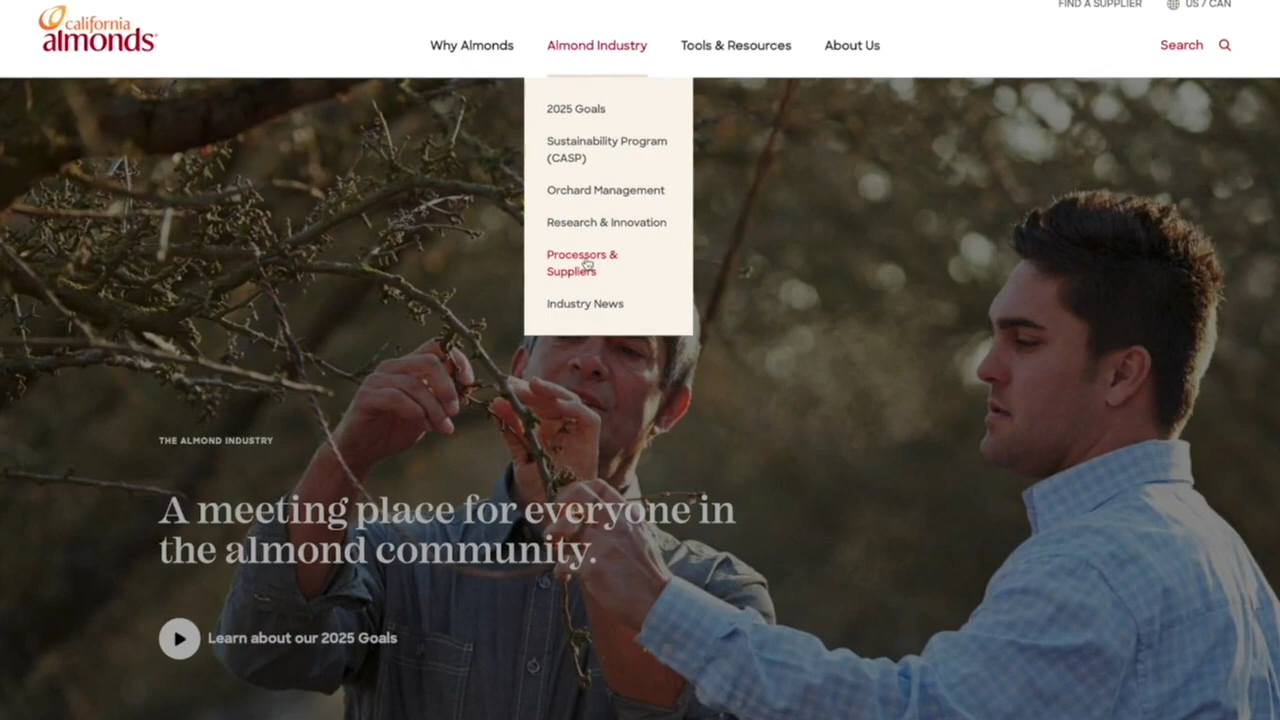 FIND A SUPPLIER US / CAN
california
almonds
Why Almonds Almond Industry Tools & Resources About Us Search
2025 Goals
Sustainability Program
(CASP)
Orchard Management
Research & Innovation
Processors &
Suppliers
Industry News
THE ALMOND INDUSTRY
A meeting place for everyone in
the almond community.
Learn about our 2025 Goals